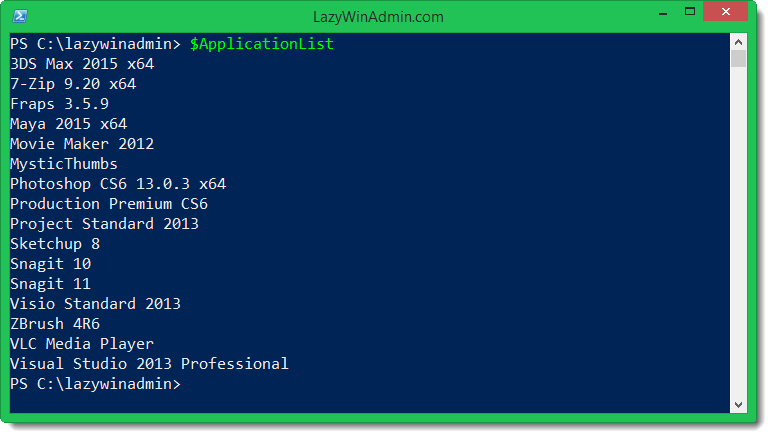 LazyWinAdmin.com
PS C:\lazywinadmin> $ApplicationList
3DS Max 2015 x64
7-Zip 9.20 x64
Fraps 3.5.9
Maya 2015 x64
Movie Maker 2012
MysticThumbs
Photoshop CS6 13.0.3 x64
Production Premium CS6
Project Standard 2013
Sketchup 8
Snagit 10
Snagit 11
Visio Standard 2013
ZBrush 4R6
VLC Media Player
Visual Studio 2013 Professional
PS C:\lazywinadmin>